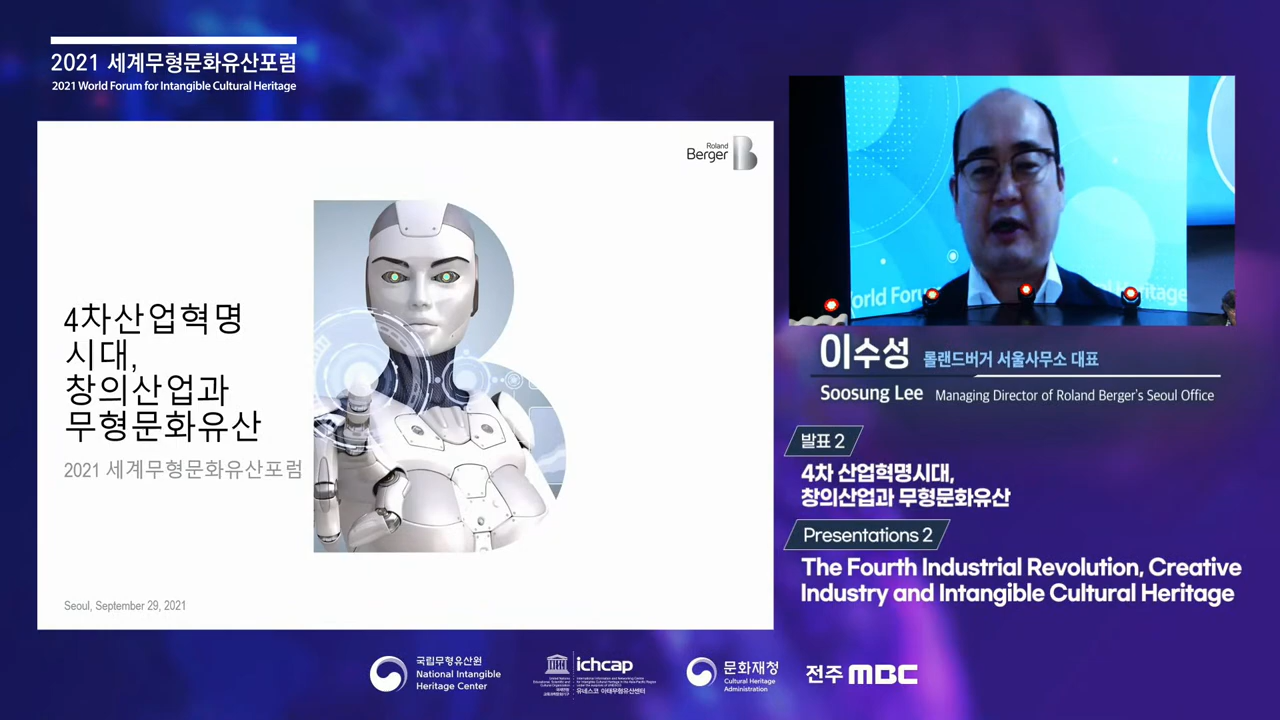 2021 세계무형문화유산포럼
2021 World Forum for Intangible Cultural Heritage
Roland
Berger
4차산업혁명
시대,
창의산업과
무형문화유산
2021 세계무형문화유산포럼
Seoul, September 29, 2021
orld Foru
d
eritage
이수성 롤랜드버거 서울사무소 대표
Soosung Lee Managing Director of Roland Berger's Seoul Office
발표 2
4차 산업혁명시대,
창의산업과 무형문화유산
Presentations 2
The Fourth Industrial Revolution, Creative
Industry and Intangible Cultural Heritage
국립무형유산원
National Intangible
Heritage Center
ichcap
유네스코 아태무형유산센터
문화재청
Cultural Heritage
Administration
전주 MBC